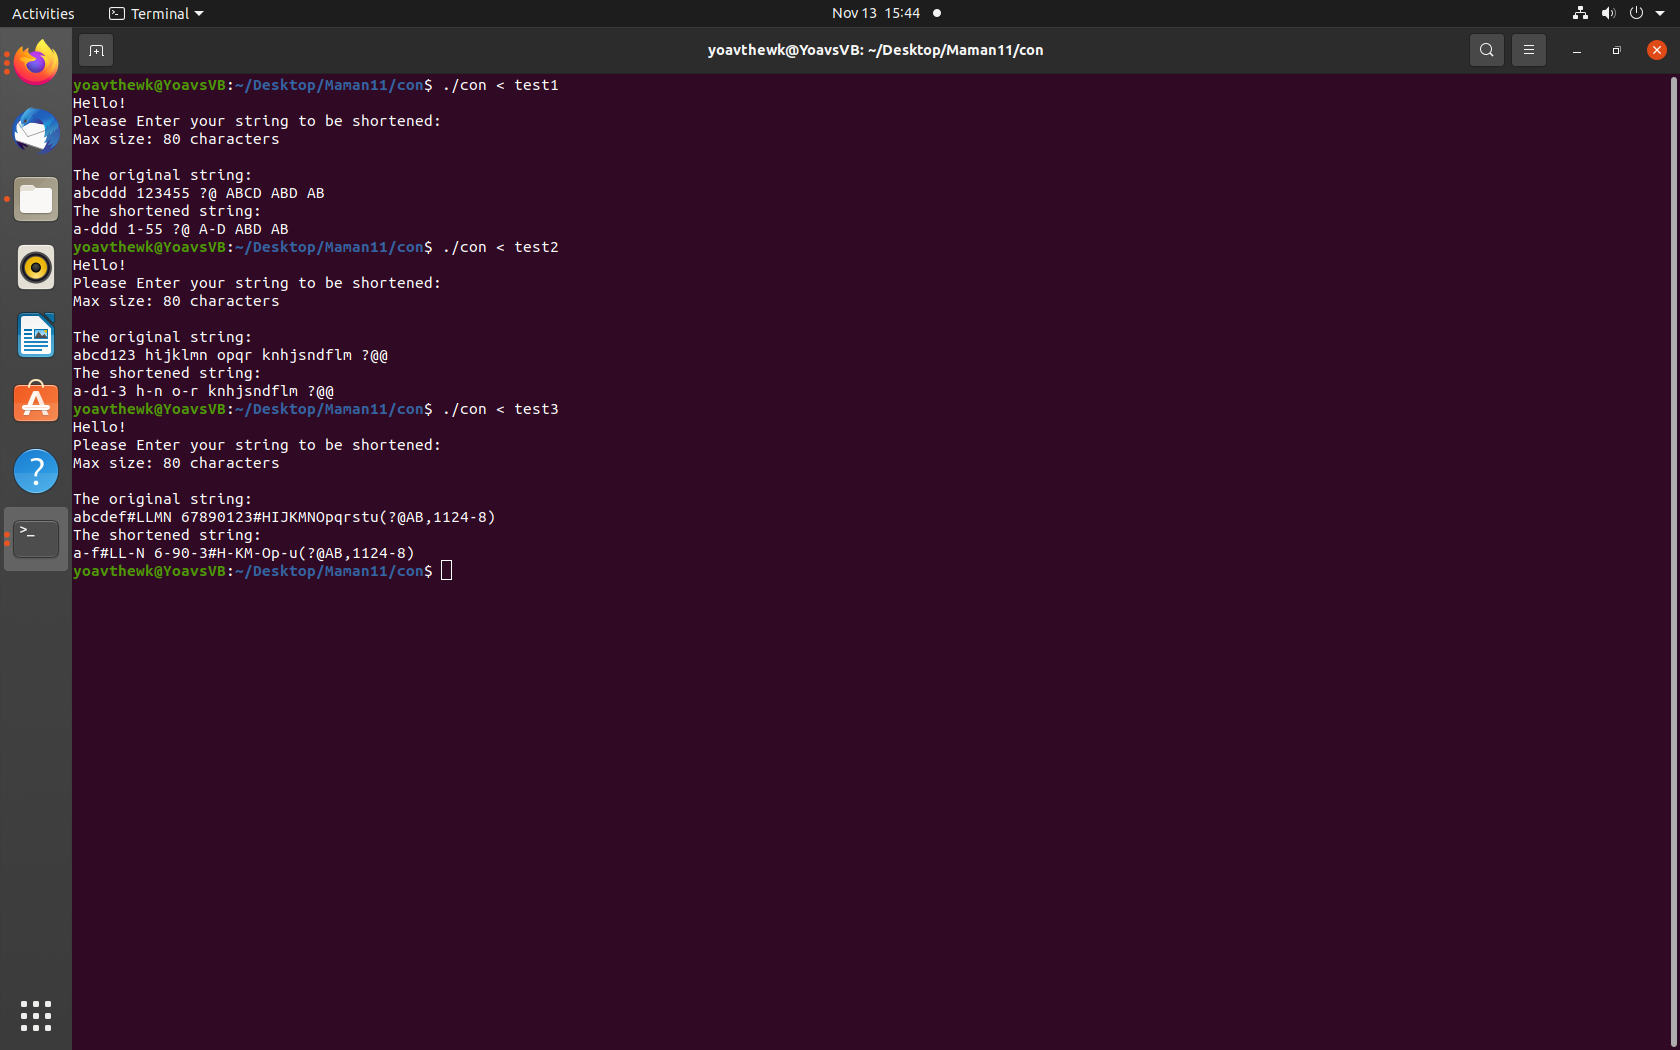 Activities Terminal Nov 13 15:44
yoavthewk@YoavsVB: ~/Desktop/Maman11/con
yoavthewk@YoavsVB:~/Desktop/Maman11/con$ ./con < test1
Hello!
Please Enter your string to be shortened:
Max size: 80 characters
The original string:
abcddd 123455 ?@ ABCD ABD AB
The shortened string:
a-ddd 1-55 ?@ A-D ABD AB
yoavthewk@YoavsVB:~/Desktop/Maman11/con$ ./con < test2
Hello!
Please Enter your string to be shortened:
Max size: 80 characters
The original string:
abcd123 hijklmn opqr knhjsndflm ?@@
The shortened string:
a-d1-3 h-n o-r knhjsndflm ?@@
yoavthewk@YoavsVB:~/Desktop/Maman11/con$ ./con < test3
Hello!
Please Enter your string to be shortened:
Max size: 80 characters
The original string:
abcdef#LLMN 67890123#HIJKMNOpqrstu(?@AB,1124-8)
The shortened string:
a-f#LL-N 6-90-3#H-KM-Op-u(?@AB,1124-8)
yoavthewk@YoavsVB:~/Desktop/Maman11/con$